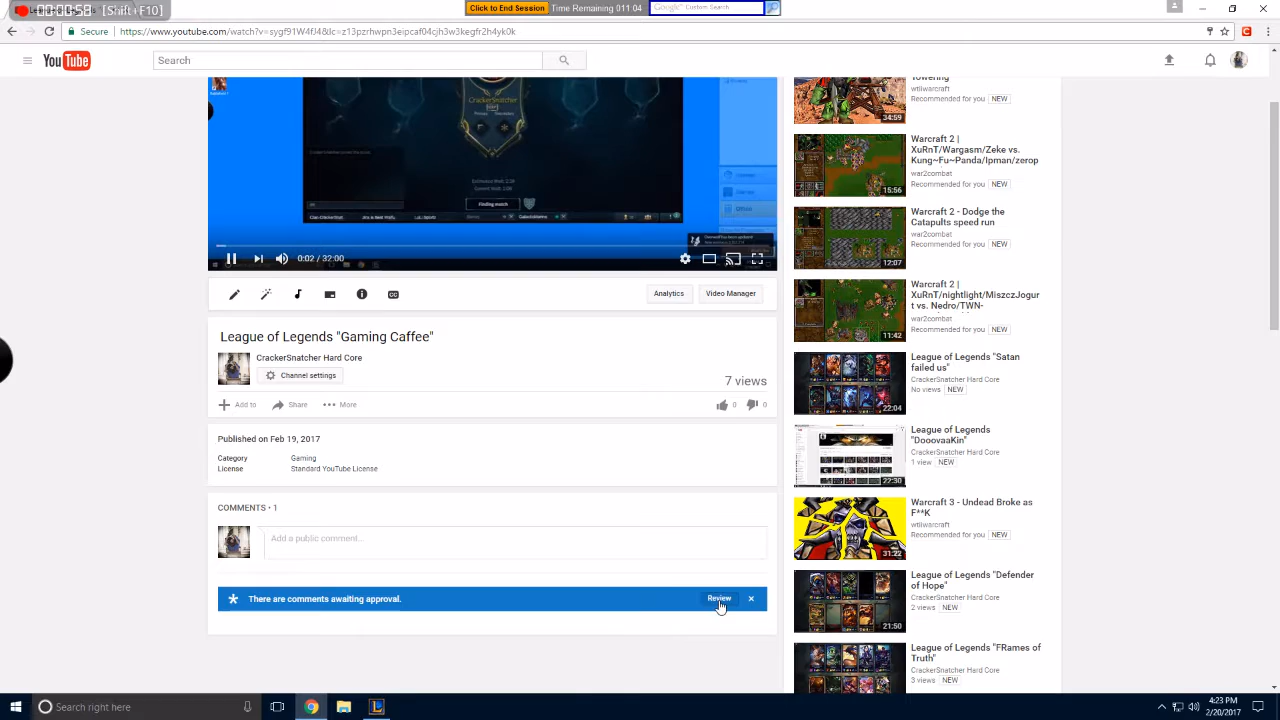 [Shift+F10]
Click to End Session
Time Remaining 011:04
Google Custom Search
Secure
https://www.youtube.com/watch?v=
YouTube
Search
CrackerSnatcher
Finding match
/ 32:00
Analytics
Video Manager
League of Legends "Gaming Caffee"
CrackerSnatcher Hard Core
Channel settings
7 views
Add to
Share
More
0
0
Published on Feb 19, 2017
Category
Gaming
License
Standard YouTube License
COMMENTS • 1
Add a public comment...
There are comments awaiting approval.
Review
Towering
wtiiwarcraft
Recommended for you NEW
34:59
Warcraft 2 |
XuRnT/Wargasm/Zeke vs.
Kung~Fu~Panda/Ipman/zerop
war2combat
Recommended for you NEW
15:56
Warcraft 2 - Dodge the
Catapults speed run
war2combat
Recommended for you NEW
12:07
Warcraft 2 |
XuRnT/nightlight/MiszczJogur
t vs. Nedro/TWN-
war2combat
Recommended for you NEW
11:42
League of Legends "Satan
failed us"
CrackerSnatcher Hard Core
No views NEW
22:04
League of Legends
"DooovaaKin"
CrackerSnatcher Hard Core
1 view NEW
22:30
Warcraft 3 - Undead Broke as
F**K
wtiiwarcraft
Recommended for you NEW
31:22
League of Legends "Defender
of Hope"
CrackerSnatcher Hard Core
2 views NEW
21:50
League of Legends "FRames of
Truth"
CrackerSnatcher Hard Core
3 views NEW
Search right here
4:23 PM
2/20/2017